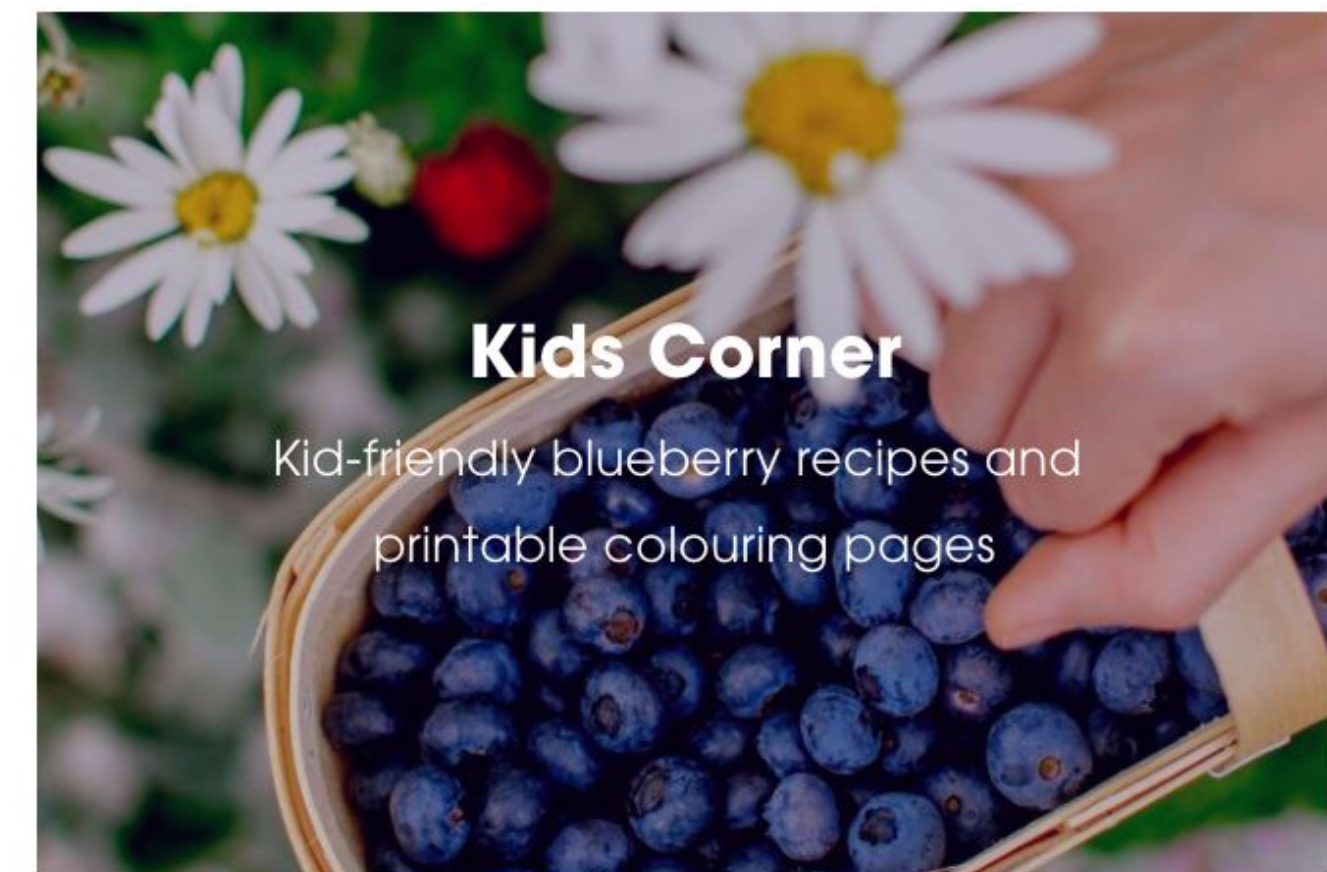 Kids Corner
Kid-friendly blueberry recipes and
printable colouring pages